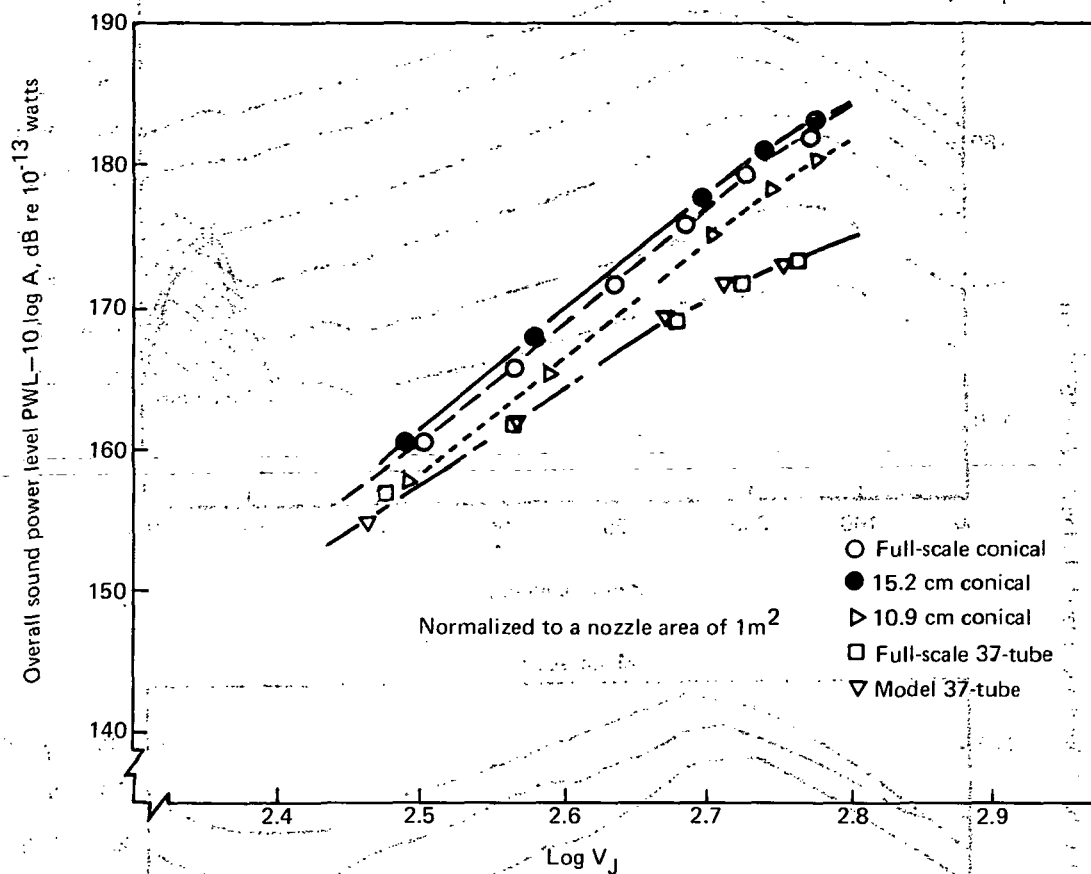 Overall sound power level PWL–10 log A, dB re 10⁻¹³ watts
190
180
170
160
150
140
Normalized to a nozzle area of 1m²
Full-scale conical
15.2 cm conical
10.9 cm conical
Full-scale 37-tube
Model 37-tube
2.4
2.5
2.6
2.7
2.8
2.9
Log V_J